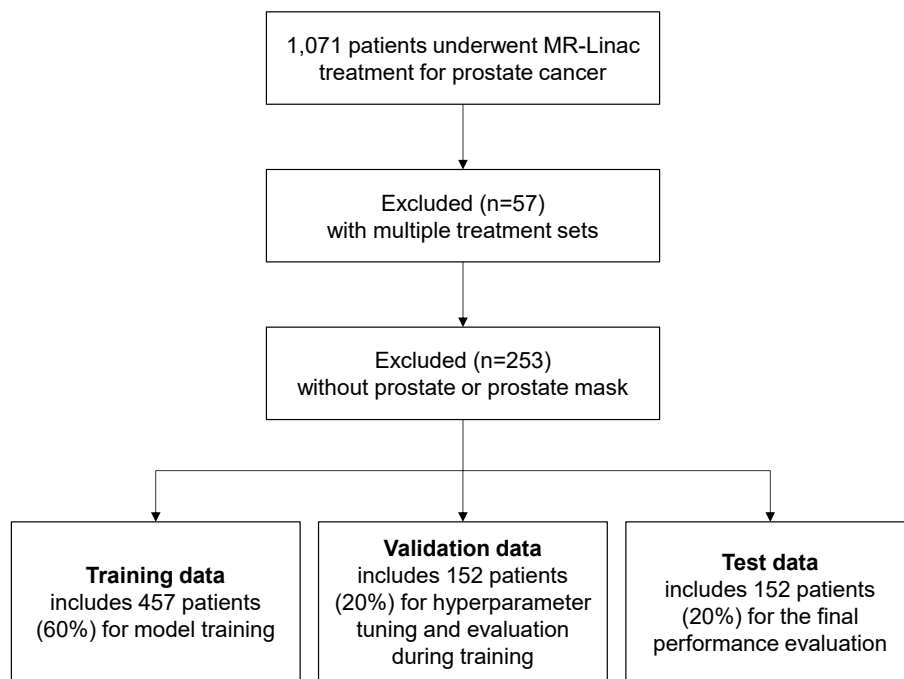 1,071 patients underwent MR-Linac
treatment for prostate cancer
Excluded (n=57)
with multiple treatment sets
Excluded (n=253)
without prostate or prostate mask
Training data
includes 457 patients
(60%) for model training
Validation data
includes 152 patients
(20%) for hyperparameter
tuning and evaluation
during training
Test data
includes 152 patients
(20%) for the final
performance evaluation